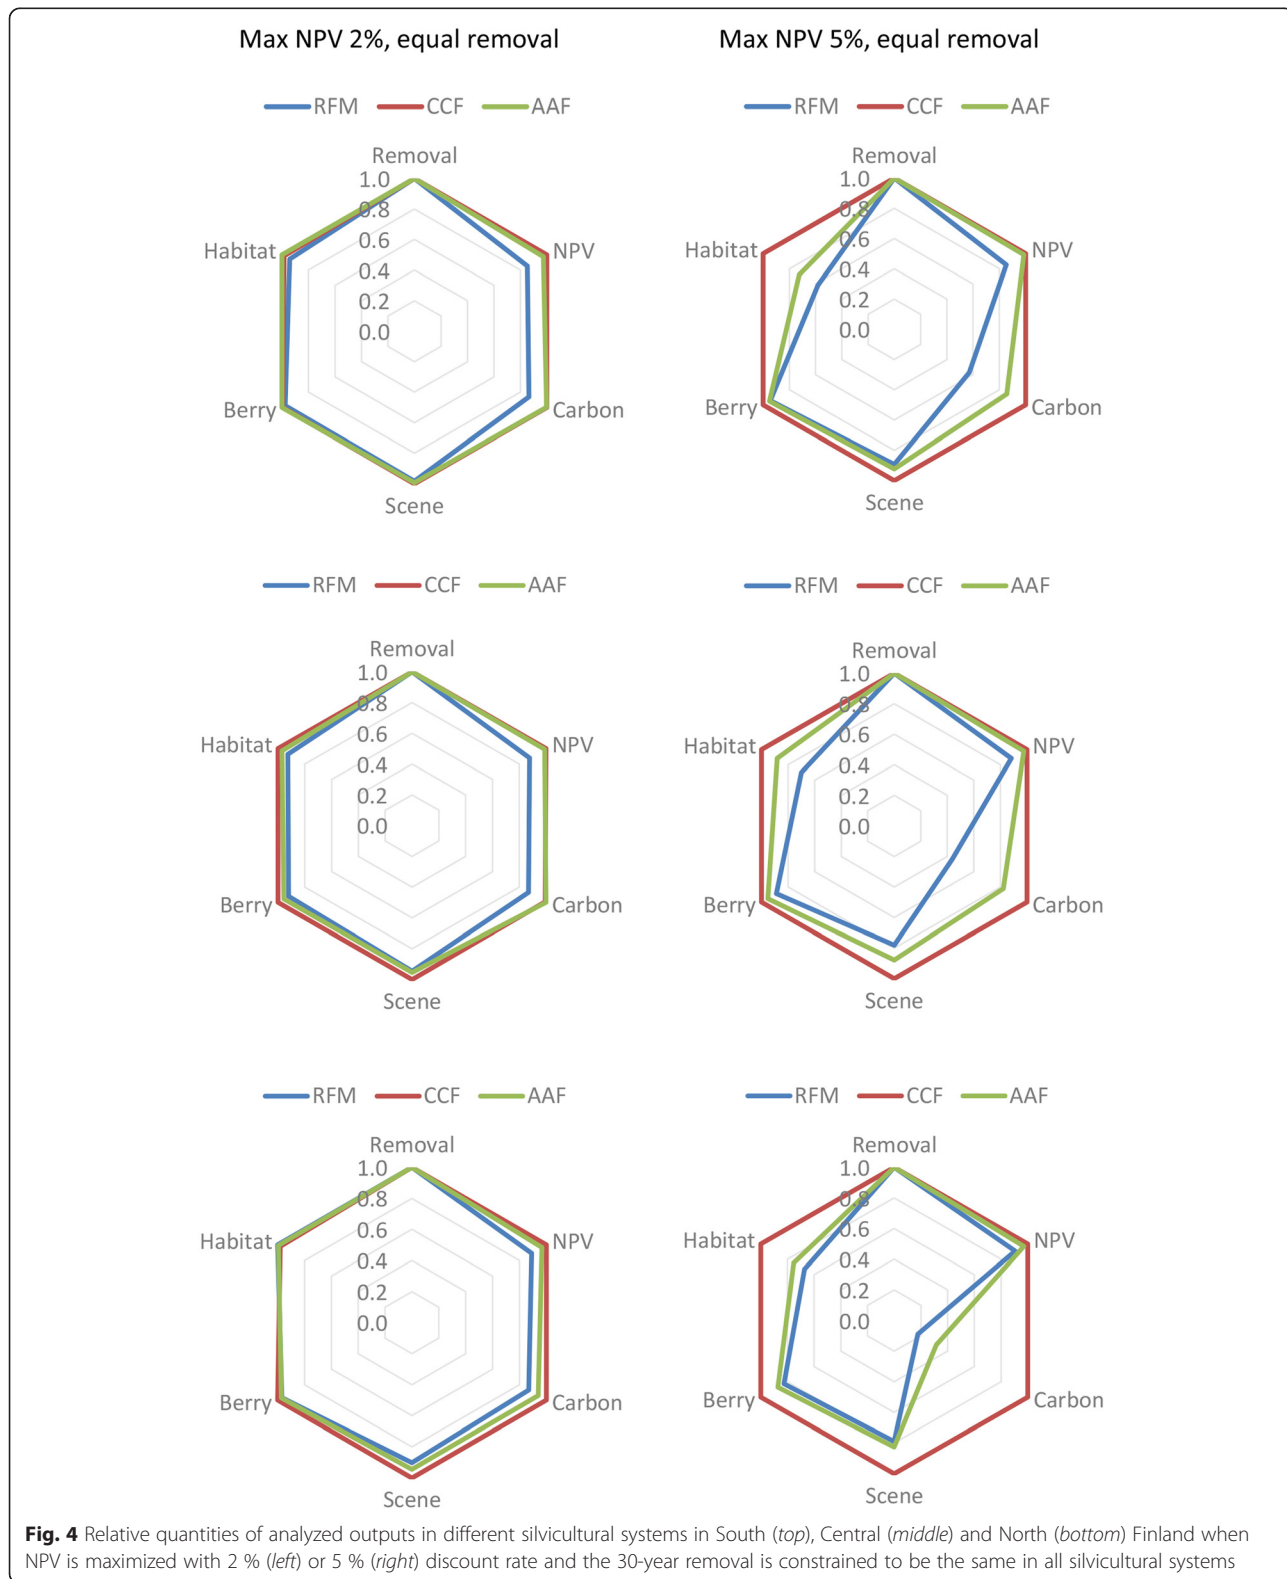 Max NPV 2%, equal removal
Max NPV 5%, equal removal
RFM CCF AAF
Removal
1.0
0.8
0.6
0.4
0.2
0.0
Habitat
NPV
Berry
Carbon
Scene
RFM CCF AAF
Removal
1.0
0.8
0.6
0.4
0.2
0.0
Habitat
NPV
Berry
Carbon
Scene
RFM CCF AAF
Removal
1.0
0.8
0.6
0.4
0.2
0.0
Habitat
NPV
Berry
Carbon
Scene
RFM CCF AAF
Removal
1.0
0.8
0.6
0.4
0.2
0.0
Habitat
NPV
Berry
Carbon
Scene
RFM CCF AAF
Removal
1.0
0.8
0.6
0.4
0.2
0.0
Habitat
NPV
Berry
Carbon
Scene
RFM CCF AAF
Removal
1.0
0.8
0.6
0.4
0.2
0.0
Habitat
NPV
Berry
Carbon
Scene
Fig. 4 Relative quantities of analyzed outputs in different silvicultural systems in South (top), Central (middle) and North (bottom) Finland when
NPV is maximized with 2 % (left) or 5 % (right) discount rate and the 30-year removal is constrained to be the same in all silvicultural systems